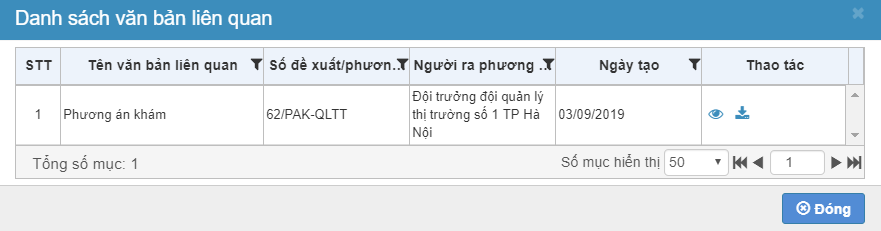 Danh sách văn bản liên quan
STT Tên văn bản liên quan Số đề xuất/phươn... Người ra phương ... Ngày tạo Thao tác
1 Phương án khám 62/PAK-QLTT Đội trưởng đội quản lý
thị trường số 1 TP Hà
Nội 03/09/2019
Tổng số mục: 1 Số mục hiển thị 50 1
Đóng